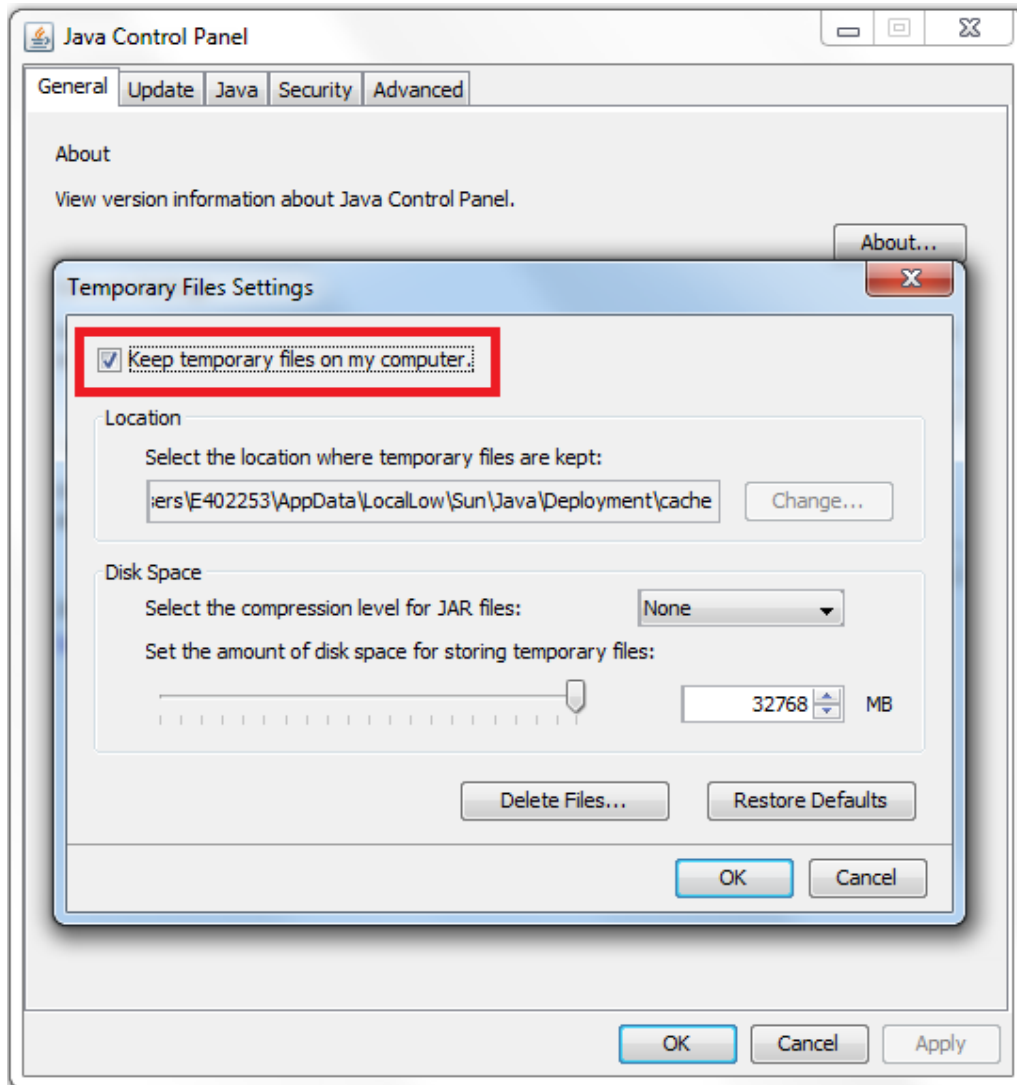 Java Control Panel
General Update Java Security Advanced
About
View version information about Java Control Panel.
About...
Temporary Files Settings
Keep temporary files on my computer.
Location
Select the location where temporary files are kept:
sers\E402253\AppData\LocalLow\Sun\Java\Deployment\cache Change...
Disk Space
Select the compression level for JAR files: None
Set the amount of disk space for storing temporary files:
32768 MB
Delete Files... Restore Defaults
OK Cancel
OK Cancel Apply